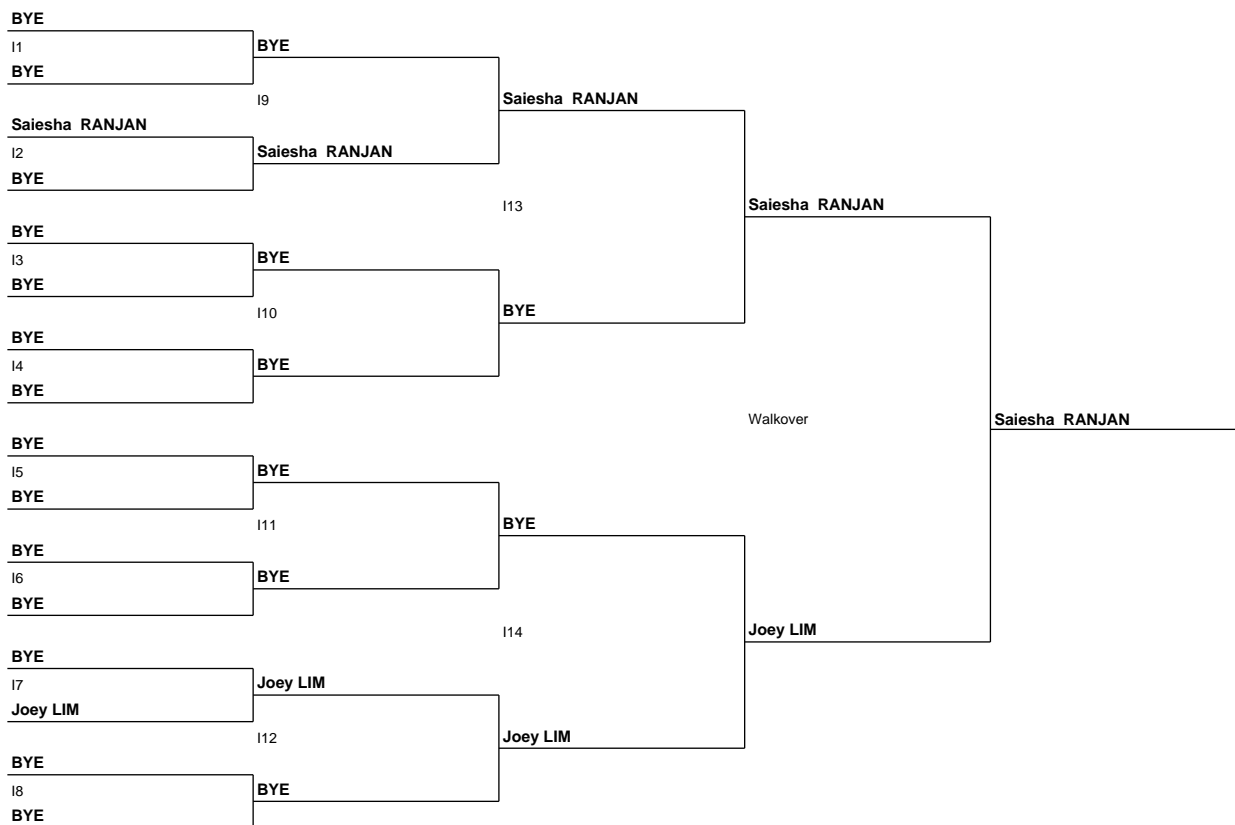 BYE
I1
BYE
BYE
I9
Saiesha RANJAN
Saiesha RANJAN
I2
Saiesha RANJAN
BYE
I13
Saiesha RANJAN
BYE
I3
BYE
BYE
I10
BYE
BYE
I4
BYE
BYE
Walkover
Saiesha RANJAN
BYE
I5
BYE
BYE
I11
BYE
BYE
I6
BYE
BYE
I14
Joey LIM
BYE
I7
Joey LIM
Joey LIM
I12
Joey LIM
BYE
I8
BYE
BYE